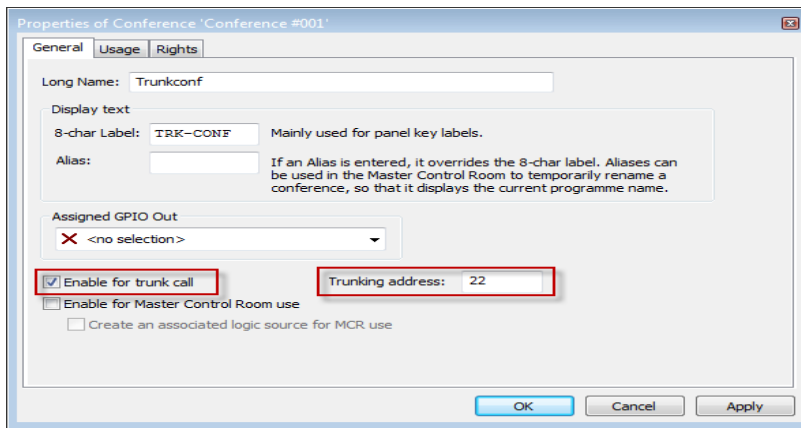 Properties of Conference 'Conference #001'
General Usage Rights
Long Name: Trunkconf
Display text
8-char Label: TRK-CONF Mainly used for panel key labels.
Alias: If an Alias is entered, it overrides the 8-char label. Aliases can
be used in the Master Control Room to temporarily rename a
conference, so that it displays the current programme name.
Assigned GPIO Out
<no selection>
Enable for trunk call Trunking address: 22
Enable for Master Control Room use
Create an associated logic source for MCR use
OK Cancel Apply